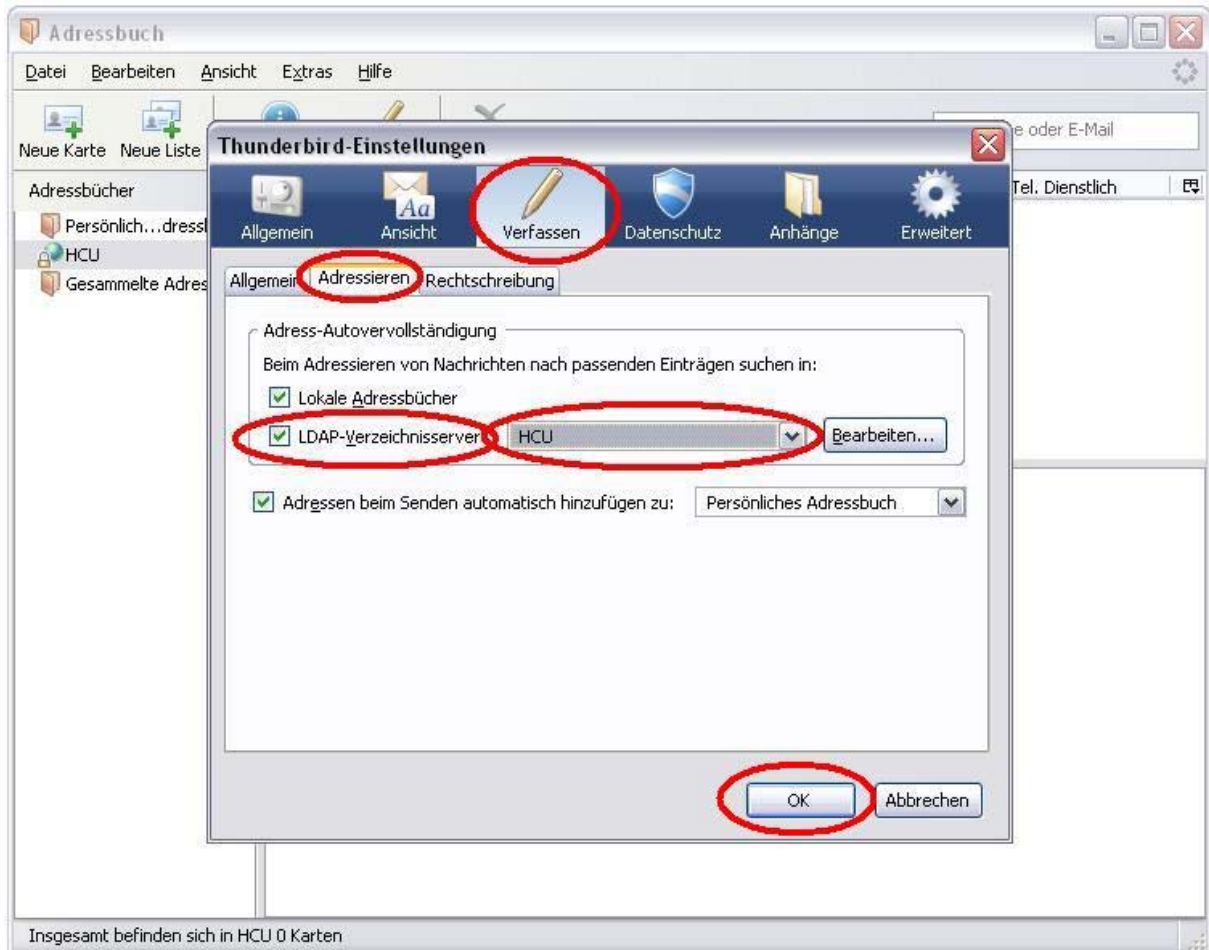 Adressbuch
Datei Bearbeiten Ansicht Extras Hilfe
Neue Karte Neue Liste
e oder E-Mail
Adressbücher
Tel. Dienstlich
Persönlich...dressl
HCU
Gesammelte Adres
Thunderbird-Einstellungen
Aa
Allgemein Ansicht Verfassen Datenschutz Anhänge Erweitert
Allgemein Adressieren Rechtschreibung
Adress-Autovervollständigung
Beim Adressieren von Nachrichten nach passenden Einträgen suchen in:
Lokale Adressbücher
LDAP-Verzeichnisserver HCU Bearbeiten...
Adressen beim Senden automatisch hinzufügen zu: Persönliches Adressbuch
OK Abbrechen
Insgesamt befinden sich in HCU 0 Karten